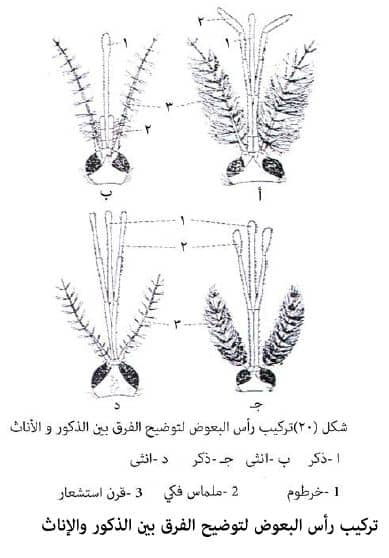 ٢
١
١
٣
٢
ب
أ
١
٢
٣
د
جـ
شكل (٢٠)تركيب رأس البعوض لتوضيح الفرق بين الذكور و الأناث
ا -ذكر ب -انثى جـ -ذكر د -انثى
1 -خرطوم 2 -ملماس فكي 3 -قرن استشعار
تركيب رأس البعوض لتوضيح الفرق بين الذكور والإناث